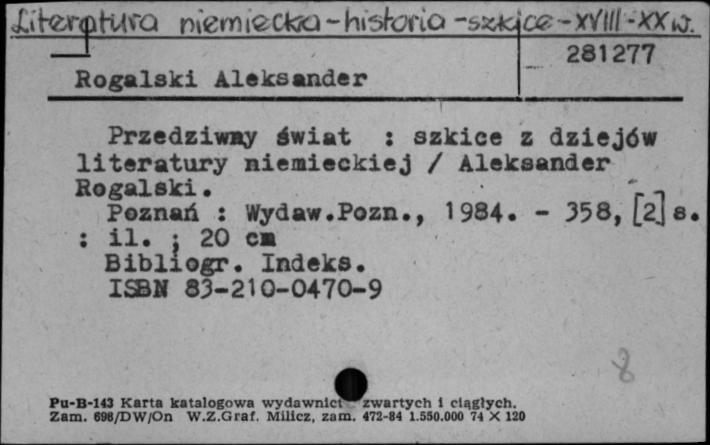 Literatura niemiecka-historia-szkice-XVIII-XX w.
281277
Rogalski Aleksander
Przedziwny świat : szkice z dziejów
literatury niemieckiej / Aleksander
Rogalski.
Poznań : Wydaw.Pozn., 1984. - 358, [2] s.
: il. ; 20 cm
Bibliogr. Indeks.
ISBN 83-210-0470-9
8
Pu-B-143 Karta katalogowa wydawnict zwartych i ciągłych.
Zam. 698/DW/On W.Z.Graf. Milicz, zam. 472-84 1.550.000 74 X 120